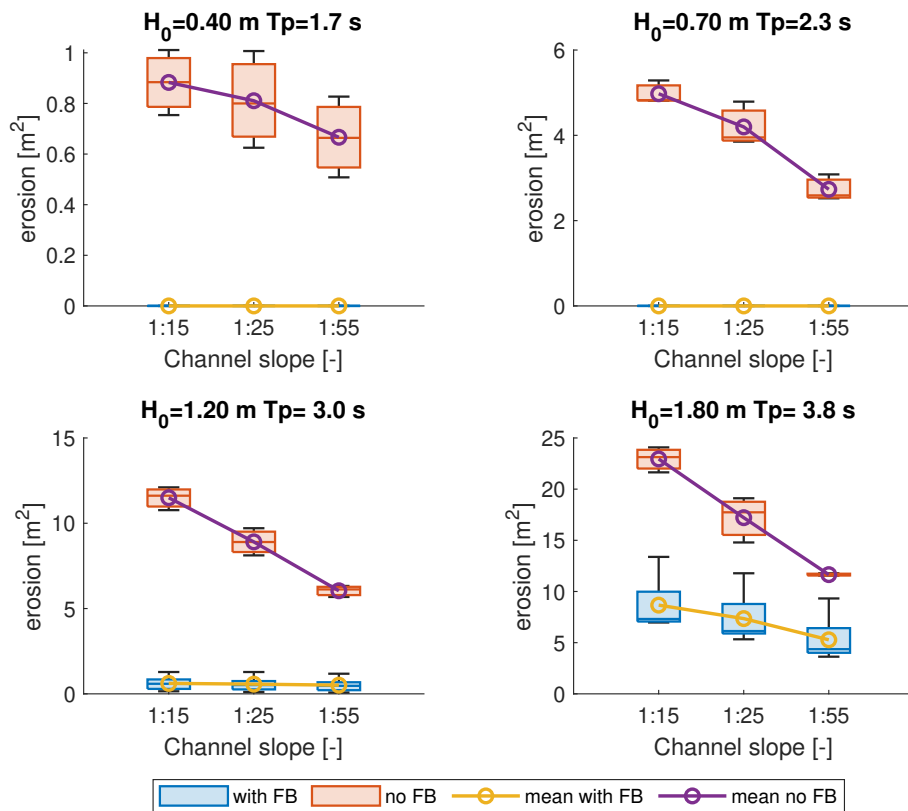 H₀=0.40 m Tp=1.7 s
erosion [m²]
1
0.8
0.6
0.4
0.2
0
1:15 1:25 1:55
Channel slope [-]
H₀=0.70 m Tp=2.3 s
erosion [m²]
6
4
2
0
1:15 1:25 1:55
Channel slope [-]
H₀=1.20 m Tp= 3.0 s
erosion [m²]
15
10
5
0
1:15 1:25 1:55
Channel slope [-]
H₀=1.80 m Tp= 3.8 s
erosion [m²]
25
20
15
10
5
0
1:15 1:25 1:55
Channel slope [-]
with FB no FB mean with FB mean no FB